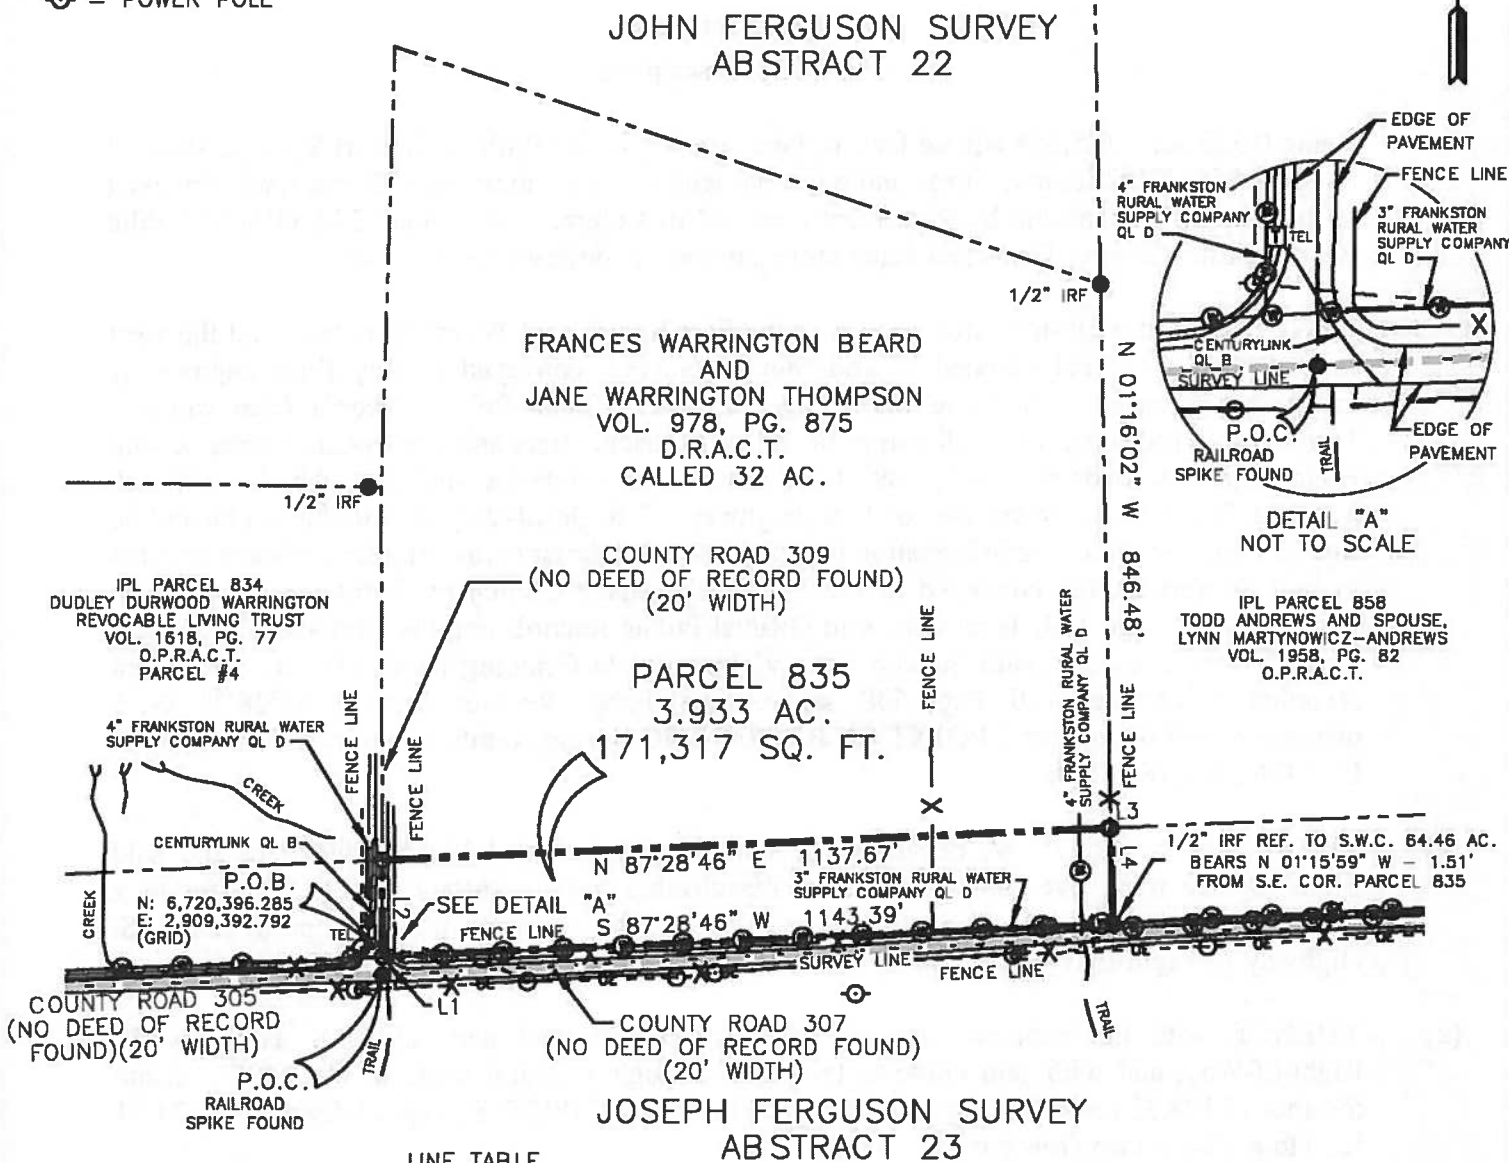 = POWER POLE
JOHN FERGUSON SURVEY
ABSTRACT 22
EDGE OF
PAVEMENT
FENCE LINE
4" FRANKSTON
RURAL WATER
SUPPLY COMPANY
QL D
TEL
3" FRANKSTON
RURAL WATER
SUPPLY COMPANY
QL D
CENTURYLINK
QL B
SURVEY LINE
P.O.C.
RAILROAD
SPIKE FOUND
TRAIL
EDGE OF
PAVEMENT
DETAIL "A"
NOT TO SCALE
1/2" IRF
FRANCES WARRINGTON BEARD
AND
JANE WARRINGTON THOMPSON
VOL. 978, PG. 875
D.R.A.C.T.
CALLED 32 AC.
N 01°16'02" W 846.48'
1/2" IRF
COUNTY ROAD 309
(NO DEED OF RECORD FOUND)
(20' WIDTH)
IPL PARCEL 834
DUDLEY DURWOOD WARRINGTON
REVOCABLE LIVING TRUST
VOL. 1618, PG. 77
O.P.R.A.C.T.
PARCEL #4
IPL PARCEL 858
TODD ANDREWS AND SPOUSE,
LYNN MARTYNOWICZ-ANDREWS
VOL 1958, PG. 82
O.P.R.A.C.T.
PARCEL 835
3.933 AC.
171,317 SQ. FT.
FENCE LINE
4" FRANKSTON RURAL WATER
SUPPLY COMPANY QL D
FENCE LINE
4" FRANKSTON RURAL WATER
SUPPLY COMPANY QL D
FENCE LINE
FENCE LINE
CREEK
CREEK
CENTURYLINK QL B
P.O.B.
N: 6,720,396.285
E: 2,909,392.792
(GRID)
TEL
L2
L3
L4
N 87°28'46" E 1137.67'
3" FRANKSTON RURAL WATER
SUPPLY COMPANY QL D
S 87°28'46" W 1143.39'
1/2" IRF REF. TO S.W.C. 64.46 AC.
BEARS N 01°15'59" W - 1.51'
FROM S.E. COR. PARCEL 835
SEE DETAIL "A"
FENCE LINE
SURVEY LINE
FENCE LINE
L1
COUNTY ROAD 305
(NO DEED OF RECORD
FOUND)(20' WIDTH)
TRAIL
COUNTY ROAD 307
(NO DEED OF RECORD FOUND)
(20' WIDTH)
TRAIL
P.O.C.
RAILROAD
SPIKE FOUND
JOSEPH FERGUSON SURVEY
ABSTRACT 23
LINE TABLE